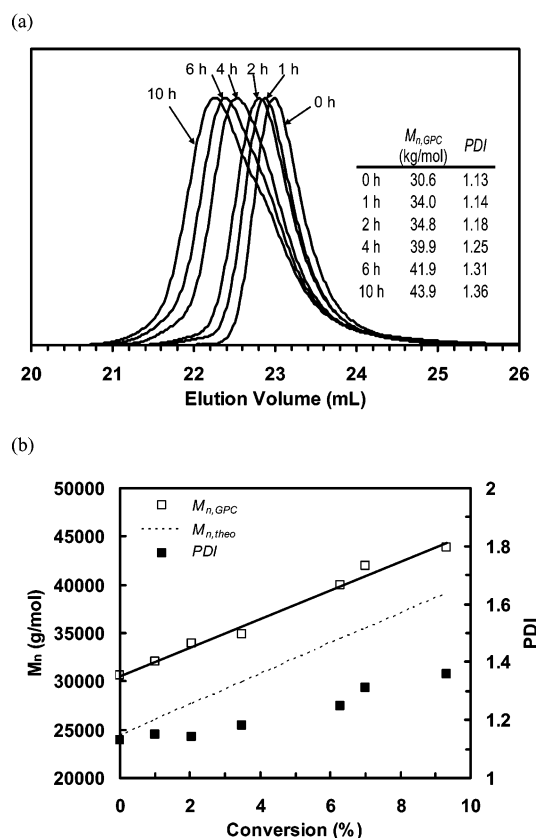 (a)
6 h 4 h 2 h 1 h
10 h 0 h
Mn,GPC (kg/mol) PDI
0 h 30.6 1.13
1 h 34.0 1.14
2 h 34.8 1.18
4 h 39.9 1.25
6 h 41.9 1.31
10 h 43.9 1.36
20 21 22 23 24 25 26
Elution Volume (mL)
(b)
50000 2
Mn,GPC
45000
Mn,theo
PDI
1.8
40000
1.6
35000
Mn (g/mol) PDI
1.4
30000
1.2
25000
20000 1
0 2 4 6 8 10
Conversion (%)